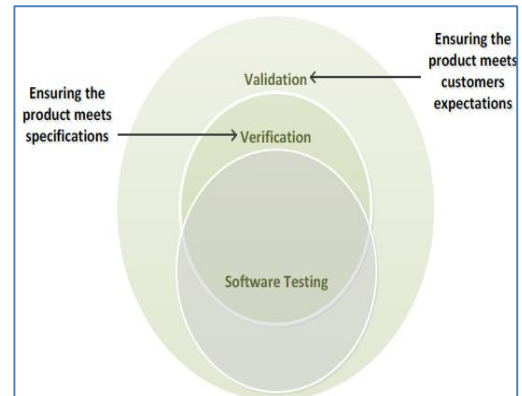 Ensuring the
product meets
customers
expectations
Validation
Ensuring the
product meets
specifications
Verification
Software Testing